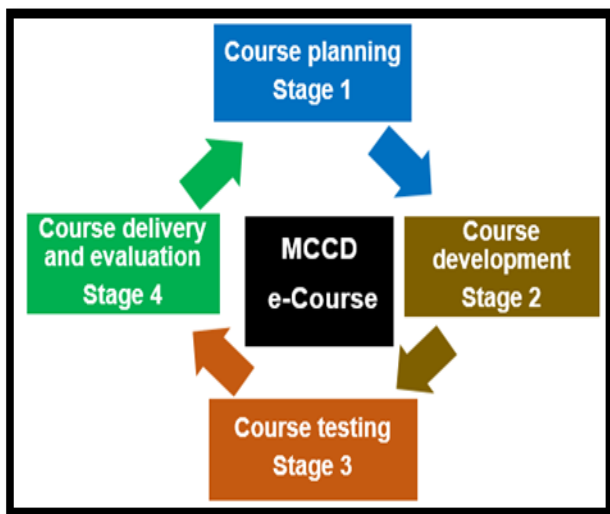 Course planning
Stage 1
Course delivery
and evaluation
Stage 4
MCCD
e-Course
Course
development
Stage 2
Course testing
Stage 3